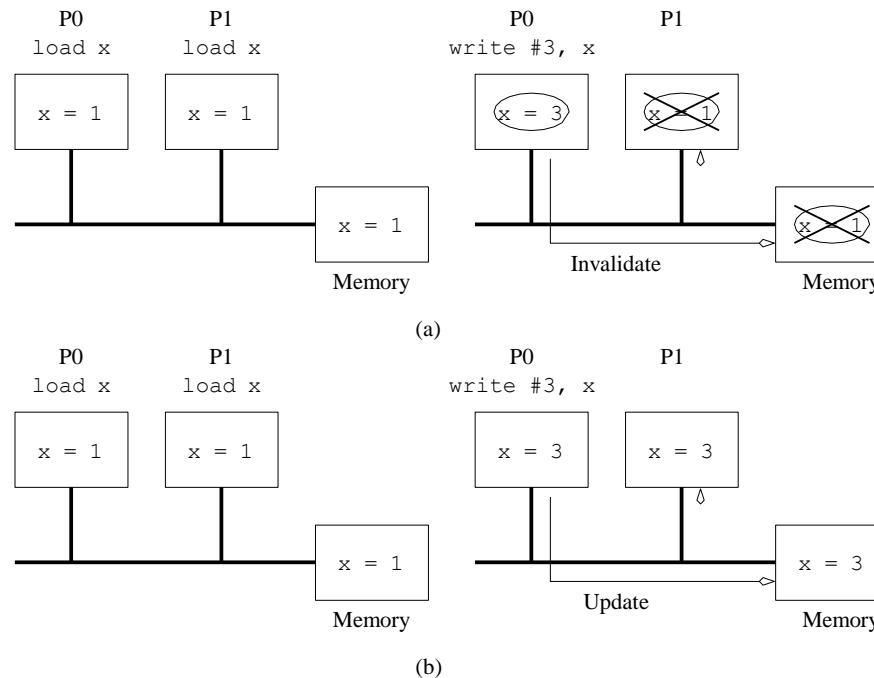 P0 P1 P0 P1
load x load x write #3, x
x = 1 x = 1 x = 3 x = 1
x = 1 x = 1
Invalidate
Memory Memory
(a)
P0 P1 P0 P1
load x load x write #3, x
x = 1 x = 1 x = 3 x = 3
x = 1 x = 3
Update
Memory Memory
(b)